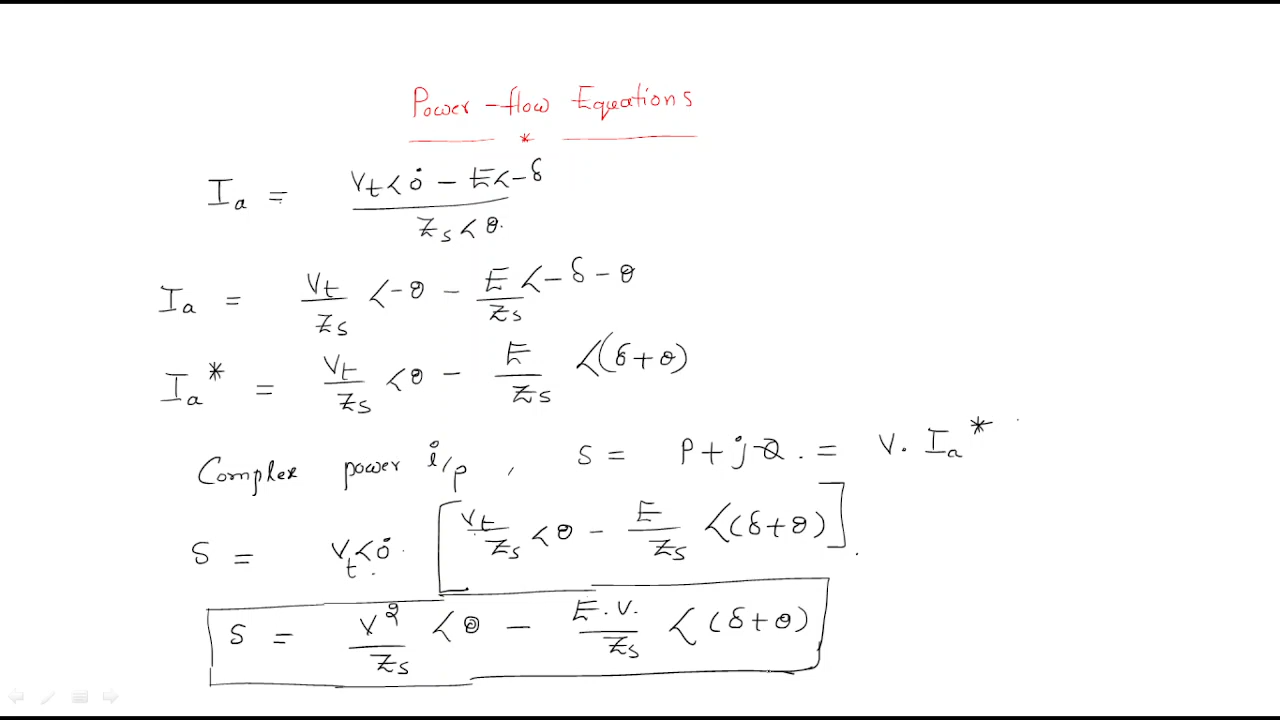 Power-flow Equations
*
Ia = (Vt∠0° - E∠-δ) / (Zs∠θ)
Ia = Vt/Zs ∠-θ - E/Zs ∠-δ-θ
Ia* = Vt/Zs ∠θ - E/Zs ∠(δ+θ)
Complex power i/p, S = P+jQ. = V. Ia*
S = Vt∠0° [Vt/Zs ∠θ - E/Zs ∠(δ+θ)].
S = V²/Zs ∠θ - E.V./Zs ∠(δ+θ)